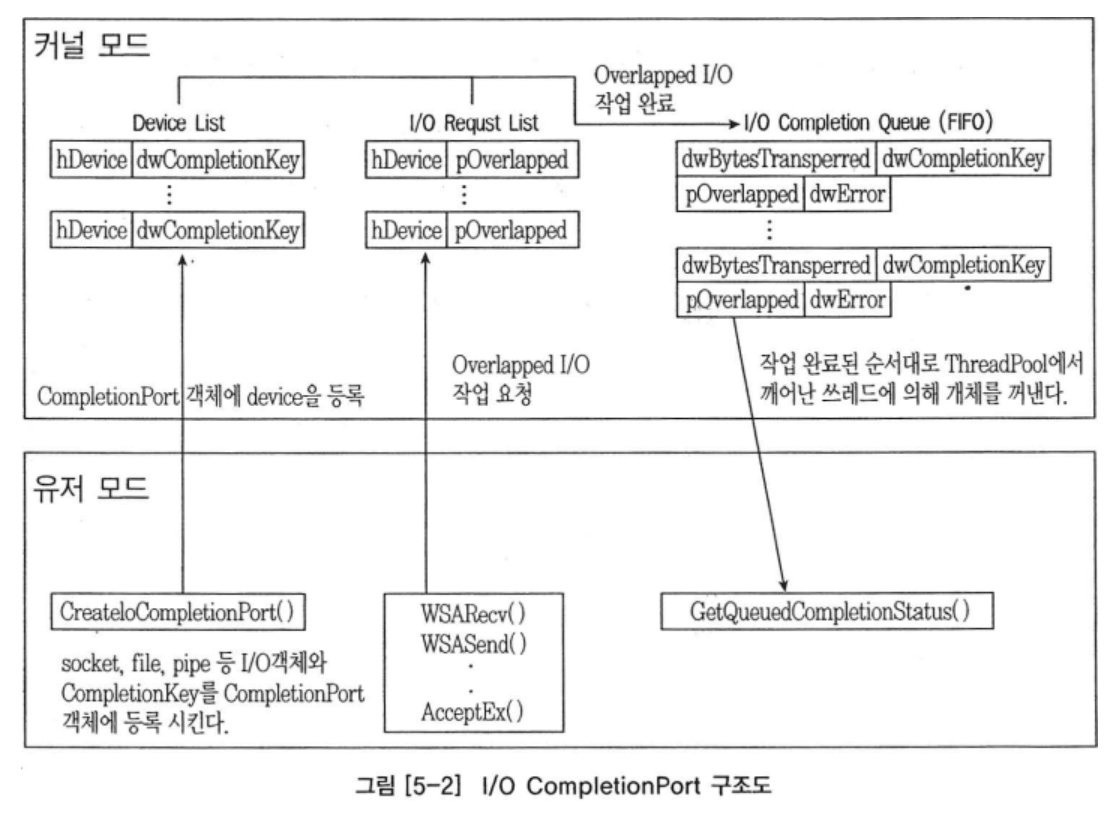 커널 모드
Overlapped I/O
작업 완료
Device List
I/O Requst List
I/O Completion Queue (FIFO)
hDevice dwCompletionKey
hDevice pOverlapped
dwBytesTransperred dwCompletionKey
pOverlapped dwError
⋮
⋮
⋮
hDevice dwCompletionKey
hDevice pOverlapped
dwBytesTransperred dwCompletionKey
pOverlapped dwError
CompletionPort 객체에 device을 등록
Overlapped I/O
작업 요청
작업 완료된 순서대로 ThreadPool에서
깨어난 쓰레드에 의해 개체를 꺼낸다.
유저 모드
CreateIoCompletionPort( )
socket, file, pipe 등 I/O객체와
CompletionKey를 CompletionPort
객체에 등록 시킨다.
WSARecv( )
WSASend( )
.
.
AcceptEx( )
GetQueuedCompletionStatus( )
그림 [5-2] I/O CompletionPort 구조도